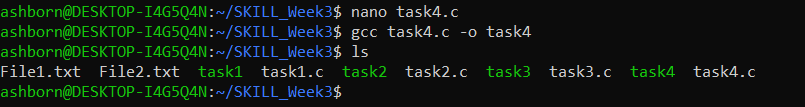 ashborn@DESKTOP-I4G5Q4N:~/SKILL_Week3$ nano task4.c
ashborn@DESKTOP-I4G5Q4N:~/SKILL_Week3$ gcc task4.c -o task4
ashborn@DESKTOP-I4G5Q4N:~/SKILL_Week3$ ls
File1.txt  File2.txt  task1  task1.c  task2  task2.c  task3  task3.c  task4  task4.c
ashborn@DESKTOP-I4G5Q4N:~/SKILL_Week3$